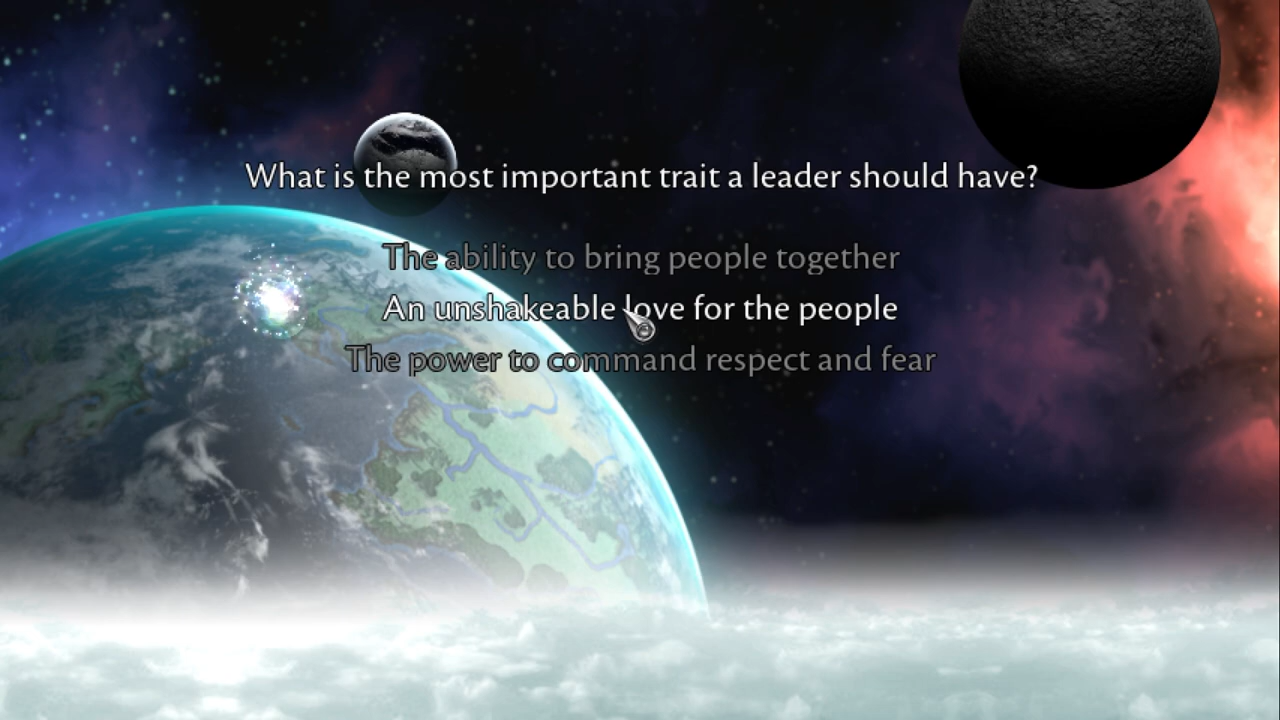 What is the most important trait a leader should have?
The ability to bring people together
An unshakeable love for the people
The power to command respect and fear